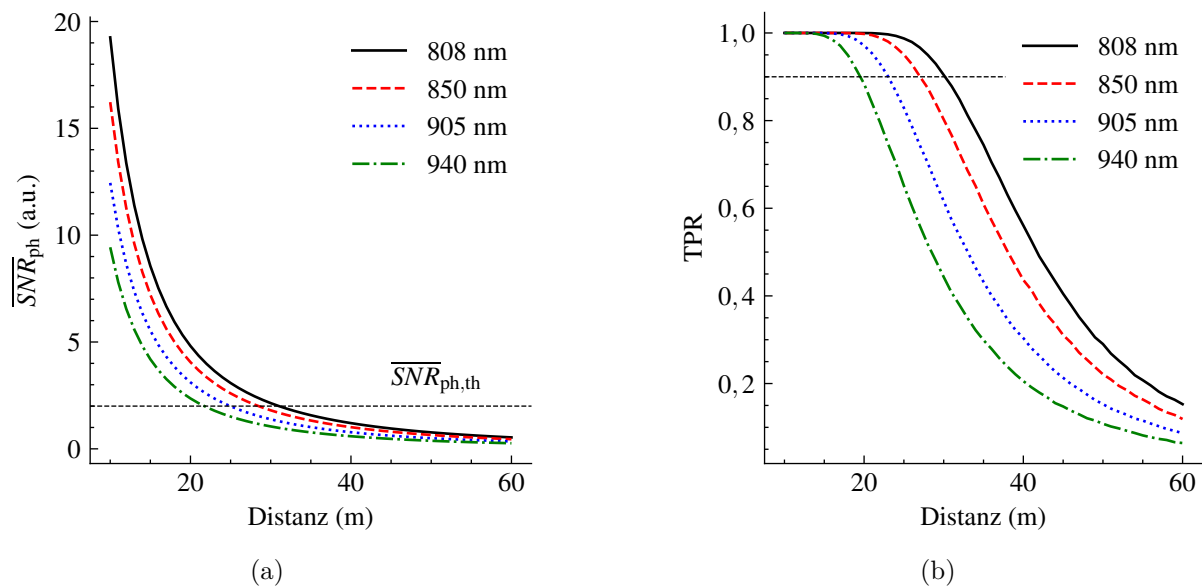 20
15
10
5
0
20
40
60
Distanz (m)
S̅N̅R̅ph (a.u.)
808 nm
850 nm
905 nm
940 nm
S̅N̅R̅ph,th
(a)
1,0
0,8
0,6
0,4
0,2
20
40
60
Distanz (m)
TPR
808 nm
850 nm
905 nm
940 nm
(b)